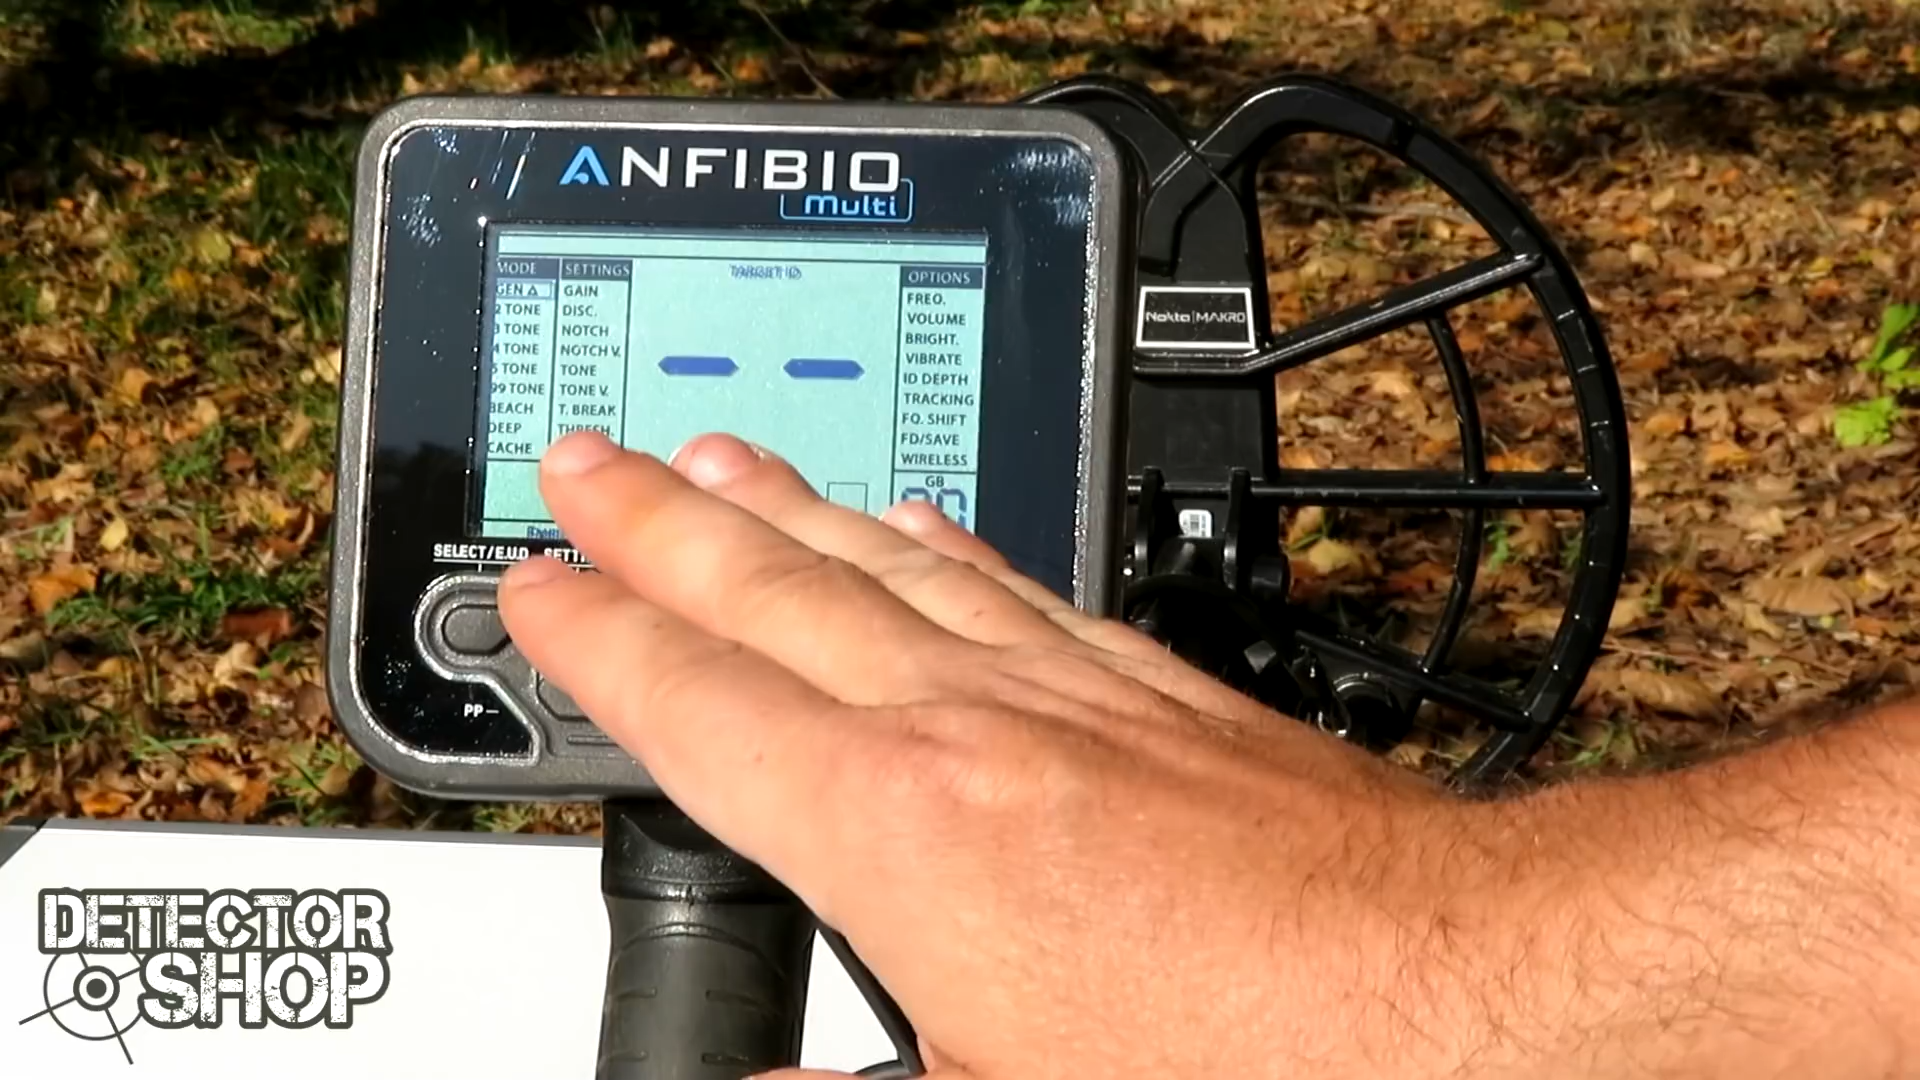 ANFIBIO
multi
MODE
GEN
2 TONE
3 TONE
4 TONE
5 TONE
99 TONE
BEACH
DEEP
CACHE
SETTINGS
GAIN
DISC.
NOTCH
NOTCH V.
TONE
TONE V.
T. BREAK
THRESH.
TARGET ID
OPTIONS
FREQ.
VOLUME
BRIGHT.
VIBRATE
ID DEPTH
TRACKING
FQ. SHIFT
FD/SAVE
WIRELESS
GB
SELECT/E.U.D
PP
Nokta|MAKRO
DETECTOR
SHOP